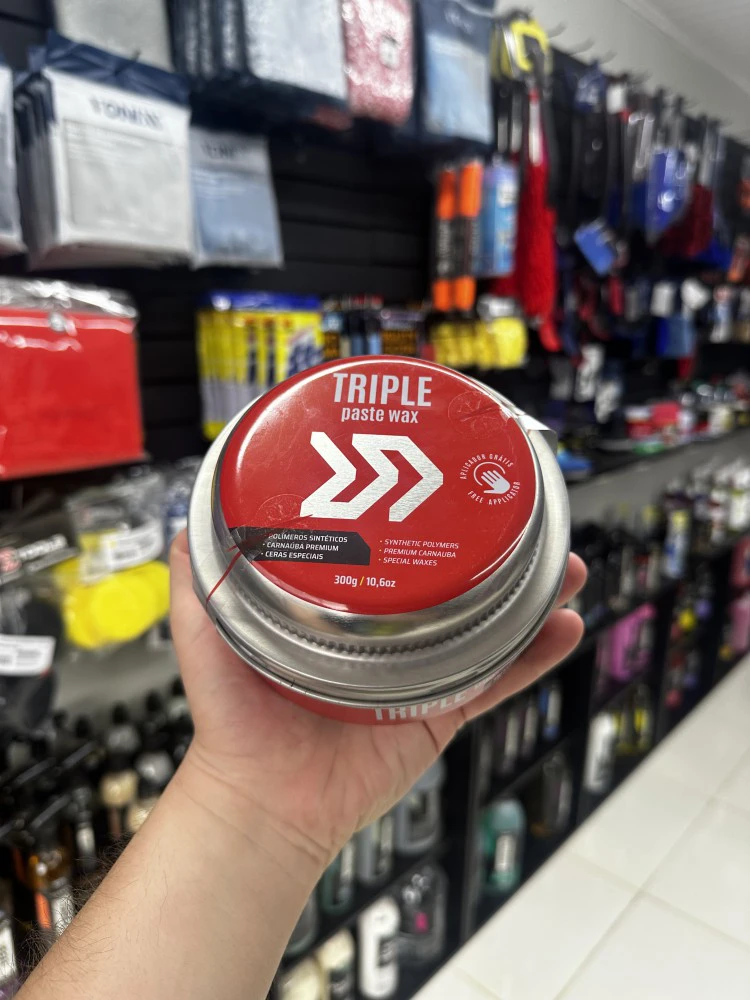 TRIPLE
paste wax
APLICADOR GRÁTIS
FREE APPLICATOR
POLÍMEROS SINTÉTICOS
• CARNAÚBA PREMIUM
• CERAS ESPECIAIS
• SYNTHETIC POLYMERS
• PREMIUM CARNAUBA
• SPECIAL WAXES
300g / 10,6oz
TRIPLE